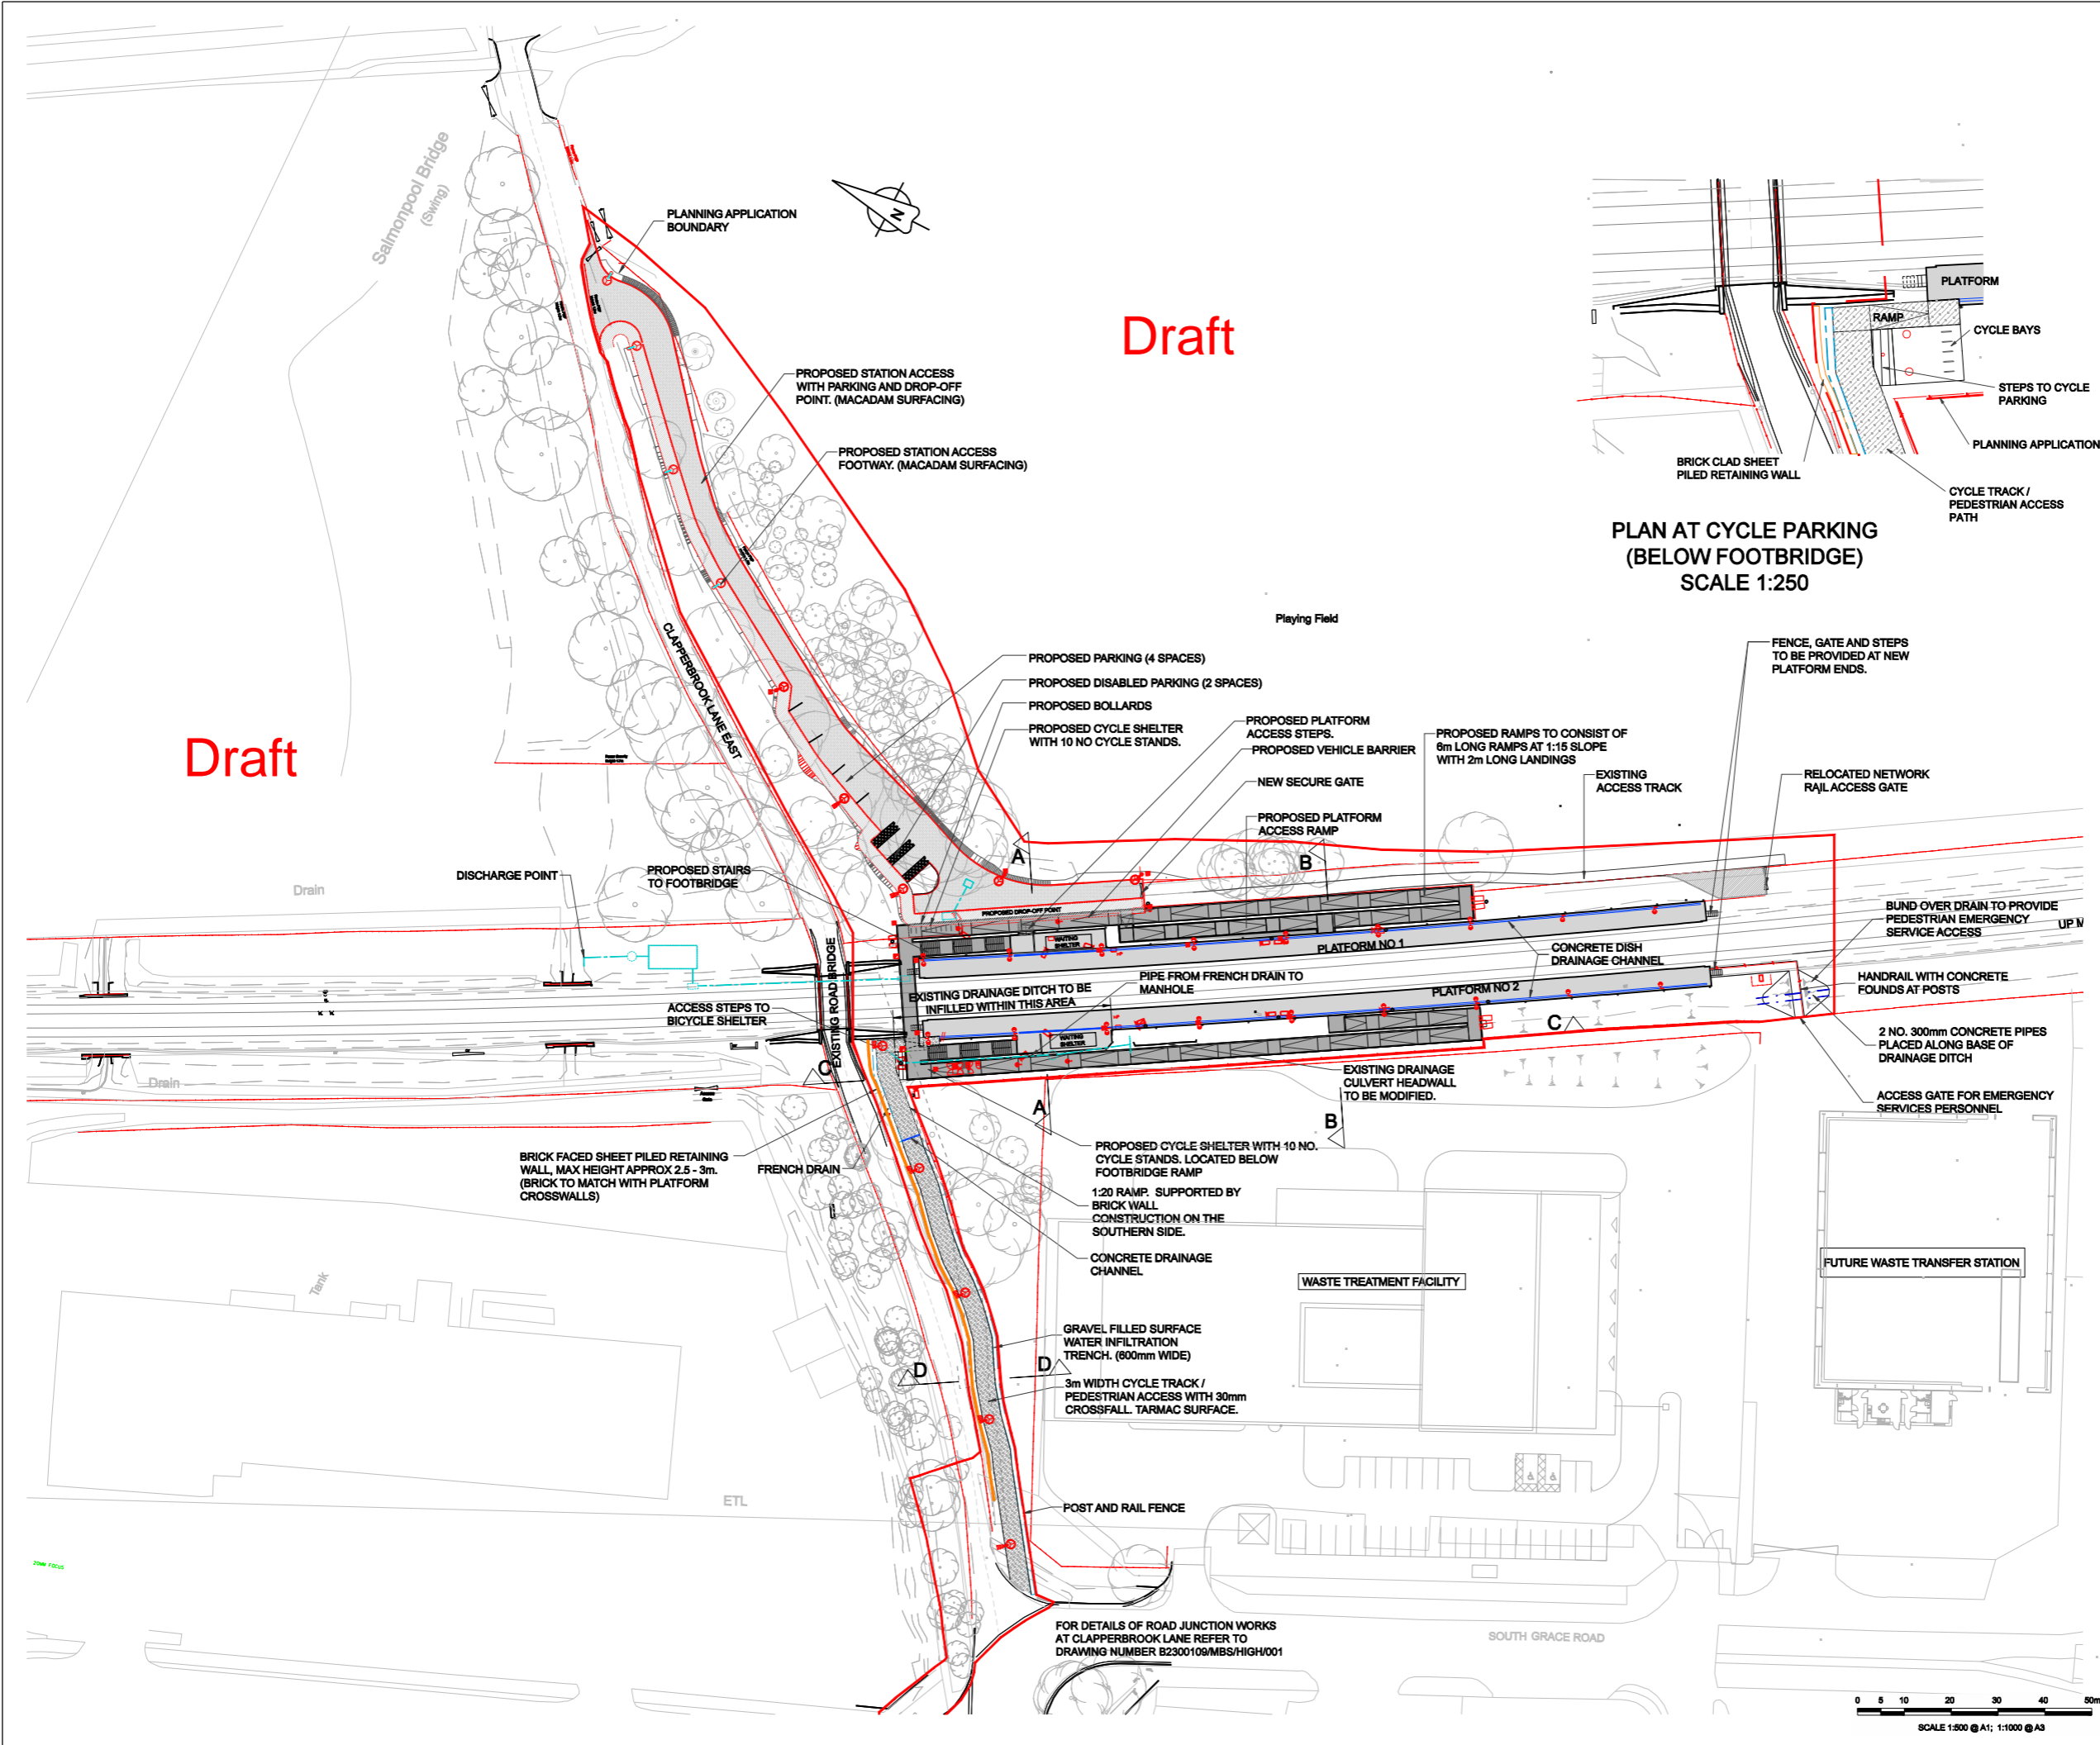 Salmonpool Bridge
(Swing)
PLANNING APPLICATION
BOUNDARY
N
Draft
PROPOSED STATION ACCESS
WITH PARKING AND DROP-OFF
POINT. (MACADAM SURFACING)
PROPOSED STATION ACCESS
FOOTWAY. (MACADAM SURFACING)
PLATFORM
RAMP
CYCLE BAYS
STEPS TO CYCLE
PARKING
PLANNING APPLICATION
BRICK CLAD SHEET
PILED RETAINING WALL
CYCLE TRACK /
PEDESTRIAN ACCESS
PATH
PLAN AT CYCLE PARKING
(BELOW FOOTBRIDGE)
SCALE 1:250
Playing Field
CLAPPERBROOK LANE EAST
Draft
PROPOSED PARKING (4 SPACES)
PROPOSED DISABLED PARKING (2 SPACES)
PROPOSED BOLLARDS
PROPOSED CYCLE SHELTER
WITH 10 NO CYCLE STANDS.
PROPOSED PLATFORM
ACCESS STEPS.
PROPOSED VEHICLE BARRIER
NEW SECURE GATE
PROPOSED PLATFORM
ACCESS RAMP
PROPOSED RAMPS TO CONSIST OF
6m LONG RAMPS AT 1:15 SLOPE
WITH 2m LONG LANDINGS
EXISTING
ACCESS TRACK
FENCE, GATE AND STEPS
TO BE PROVIDED AT NEW
PLATFORM ENDS.
RELOCATED NETWORK
RAIL ACCESS GATE
A
B
DISCHARGE POINT
PROPOSED STAIRS
TO FOOTBRIDGE
Drain
PROPOSED DROP-OFF POINT
WAITING
SHELTER
PLATFORM NO 1
CONCRETE DISH
DRAINAGE CHANNEL
BUND OVER DRAIN TO PROVIDE
PEDESTRIAN EMERGENCY
SERVICE ACCESS
UP M
HANDRAIL WITH CONCRETE
FOUNDS AT POSTS
PIPE FROM FRENCH DRAIN TO
MANHOLE
EXISTING DRAINAGE DITCH TO BE
INFILLED WITHIN THIS AREA
PLATFORM NO 2
ACCESS STEPS TO
BICYCLE SHELTER
EXISTING ROAD BRIDGE
WAITING
SHELTER
C
C
2 NO. 300mm CONCRETE PIPES
PLACED ALONG BASE OF
DRAINAGE DITCH
Drain
EXISTING DRAINAGE
CULVERT HEADWALL
TO BE MODIFIED.
ACCESS GATE FOR EMERGENCY
SERVICES PERSONNEL
A
B
BRICK FACED SHEET PILED RETAINING
WALL, MAX HEIGHT APPROX 2.5 - 3m.
(BRICK TO MATCH WITH PLATFORM
CROSSWALLS)
FRENCH DRAIN
PROPOSED CYCLE SHELTER WITH 10 NO.
CYCLE STANDS. LOCATED BELOW
FOOTBRIDGE RAMP
1:20 RAMP. SUPPORTED BY
BRICK WALL
CONSTRUCTION ON THE
SOUTHERN SIDE.
CONCRETE DRAINAGE
CHANNEL
Tank
WASTE TREATMENT FACILITY
FUTURE WASTE TRANSFER STATION
GRAVEL FILLED SURFACE
WATER INFILTRATION
TRENCH. (600mm WIDE)
D
D
3m WIDTH CYCLE TRACK /
PEDESTRIAN ACCESS WITH 30mm
CROSSFALL. TARMAC SURFACE.
ETL
POST AND RAIL FENCE
ZOOM FOCUS
FOR DETAILS OF ROAD JUNCTION WORKS
AT CLAPPERBROOK LANE REFER TO
DRAWING NUMBER B2300109/MBS/HIGH/001
SOUTH GRACE ROAD
0 5 10 20 30 40 50m
SCALE 1:500 @ A1; 1:1000 @ A3